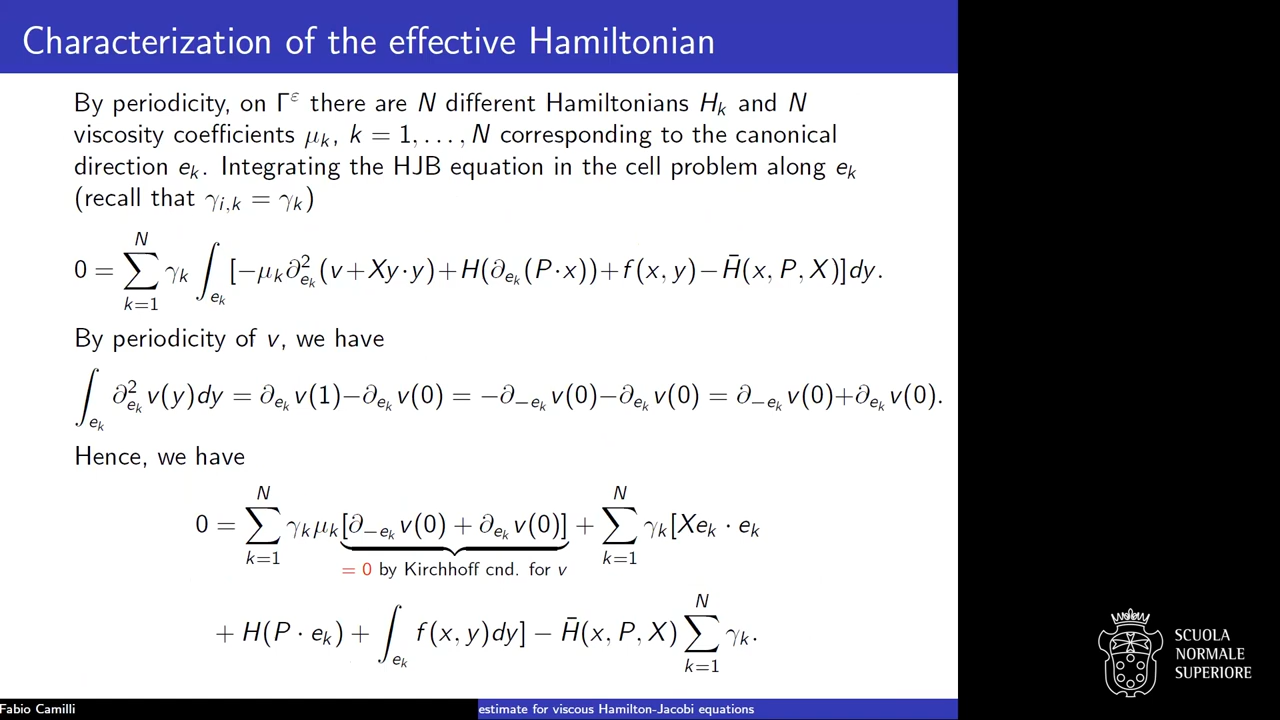 Characterization of the effective Hamiltonian
By periodicity, on Γ^ε there are N different Hamiltonians H_k and N
viscosity coefficients μ_k, k = 1, . . . , N corresponding to the canonical
direction e_k. Integrating the HJB equation in the cell problem along e_k
(recall that γ_{i,k} = γ_k)
0 = ∑_{k=1}^{N} γ_k ∫_{e_k} [−μ_k ∂²_{e_k}(v+Xy·y)+H(∂_{e_k}(P·x))+f(x, y)−H̄(x, P, X)]dy.
By periodicity of v, we have
∫_{e_k} ∂²_{e_k} v(y)dy = ∂_{e_k}v(1)−∂_{e_k}v(0) = −∂_{−e_k}v(0)−∂_{e_k}v(0) = ∂_{−e_k}v(0)+∂_{e_k}v(0).
Hence, we have
0 = ∑_{k=1}^{N} γ_k μ_k [∂_{−e_k}v(0) + ∂_{e_k}v(0)] + ∑_{k=1}^{N} γ_k[Xe_k · e_k
= 0 by Kirchhoff cnd. for v
+ H(P · e_k) + ∫_{e_k} f(x, y)dy] − H̄(x, P, X) ∑_{k=1}^{N} γ_k.
SCUOLA
NORMALE
SUPERIORE
Fabio Camilli
estimate for viscous Hamilton-Jacobi equations